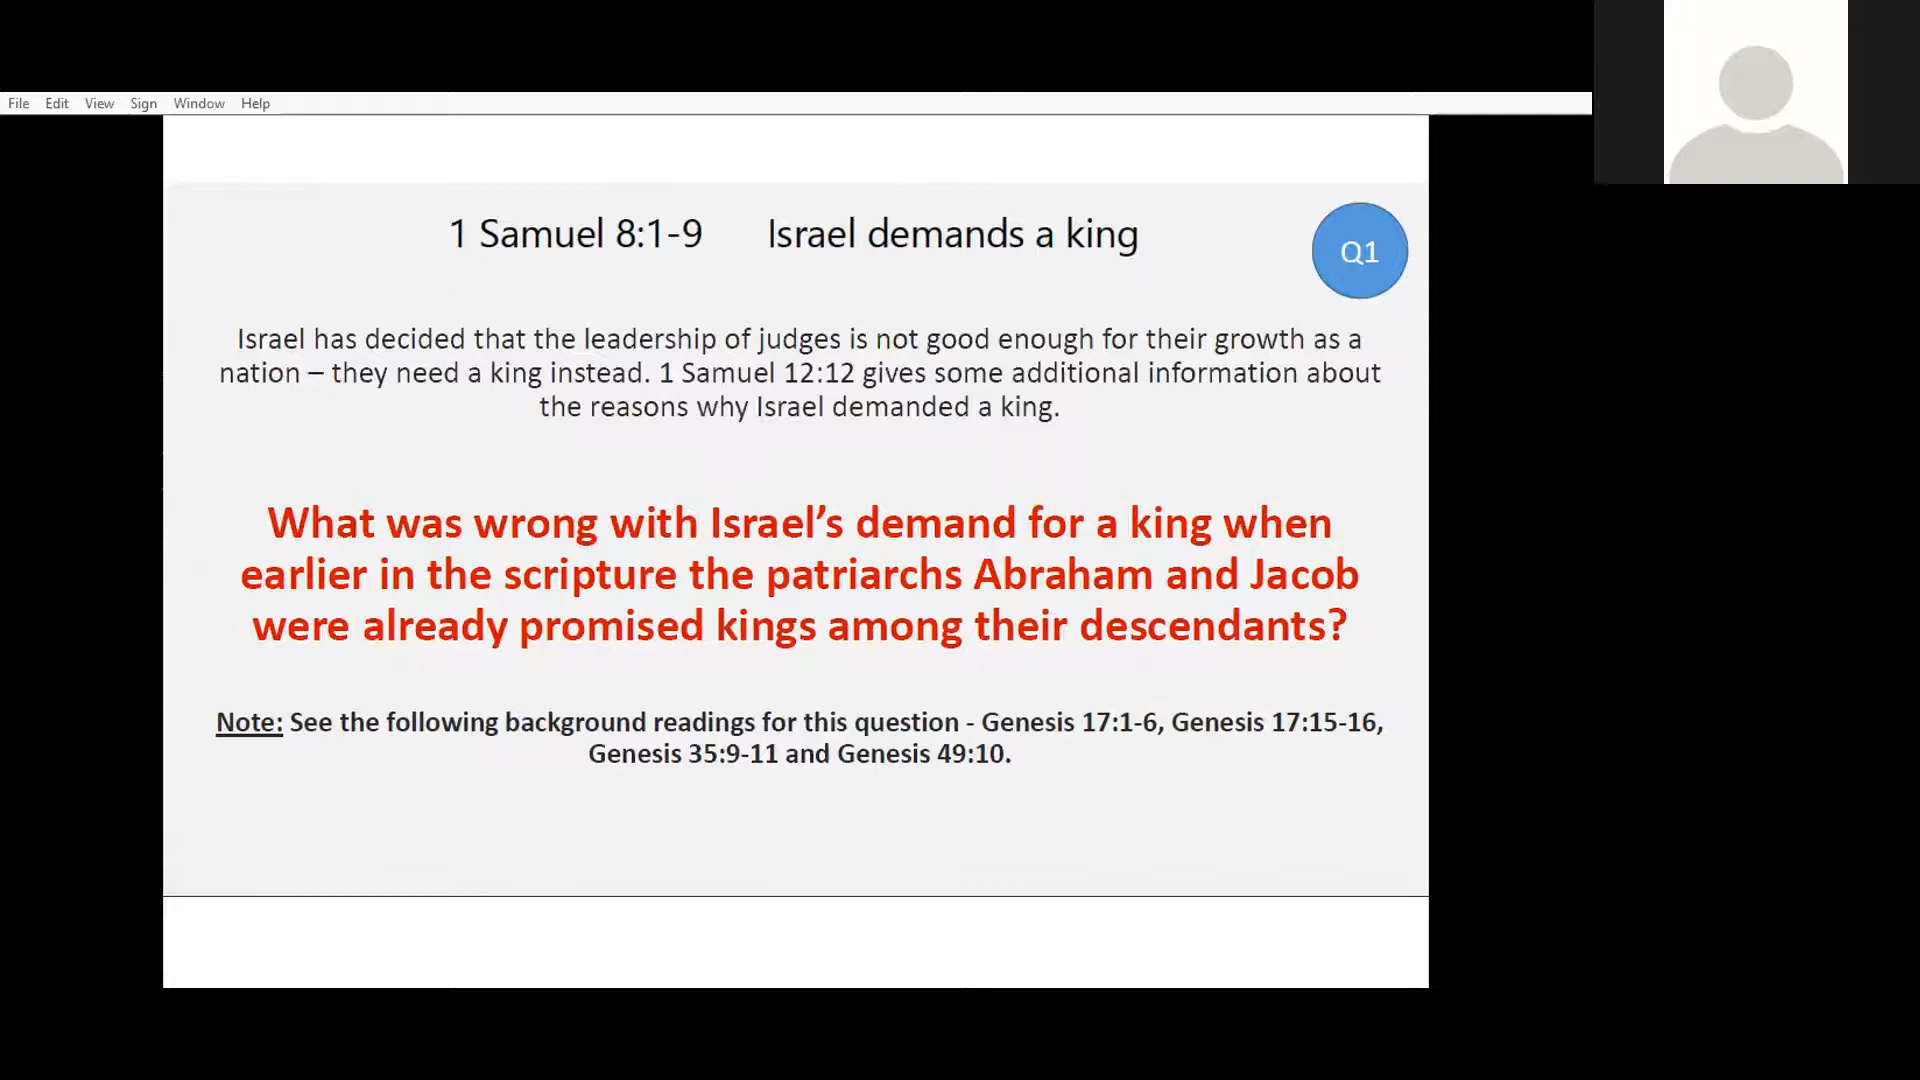 File Edit View Sign Window Help
1 Samuel 8:1-9 Israel demands a king
Q1
Israel has decided that the leadership of judges is not good enough for their growth as a
nation – they need a king instead. 1 Samuel 12:12 gives some additional information about
the reasons why Israel demanded a king.
What was wrong with Israel’s demand for a king when
earlier in the scripture the patriarchs Abraham and Jacob
were already promised kings among their descendants?
Note: See the following background readings for this question - Genesis 17:1-6, Genesis 17:15-16,
Genesis 35:9-11 and Genesis 49:10.